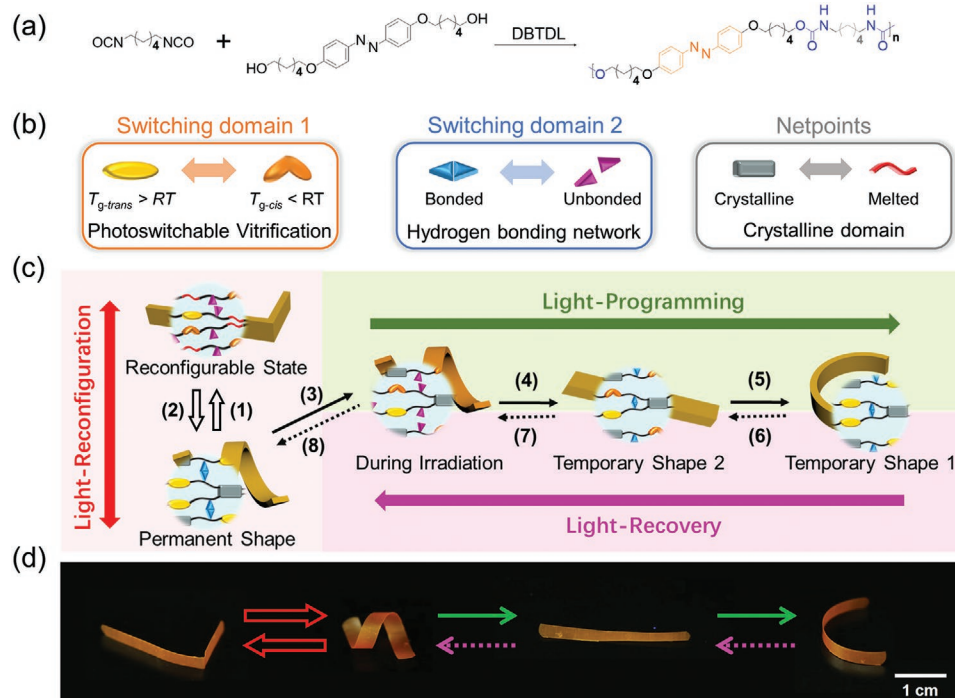 (a)
OCN
4
NCO
+
HO
4
O
N
N
O
4
OH
DBTDL
O
4
O
N
N
O
4
O
O
H
N
4
H
N
O
n
(b)
Switching domain 1
Switching domain 2
Netpoints
Tg-trans > RT
Tg-cis < RT
Bonded
Unbonded
Crystalline
Melted
Photoswitchable Vitrification
Hydrogen bonding network
Crystalline domain
(c)
Light-Reconfiguration
Light-Programming
Reconfigurable State
(2)
(1)
(3)
(8)
(4)
(7)
(5)
(6)
During Irradiation
Temporary Shape 2
Temporary Shape 1
Permanent Shape
Light-Recovery
(d)
1 cm